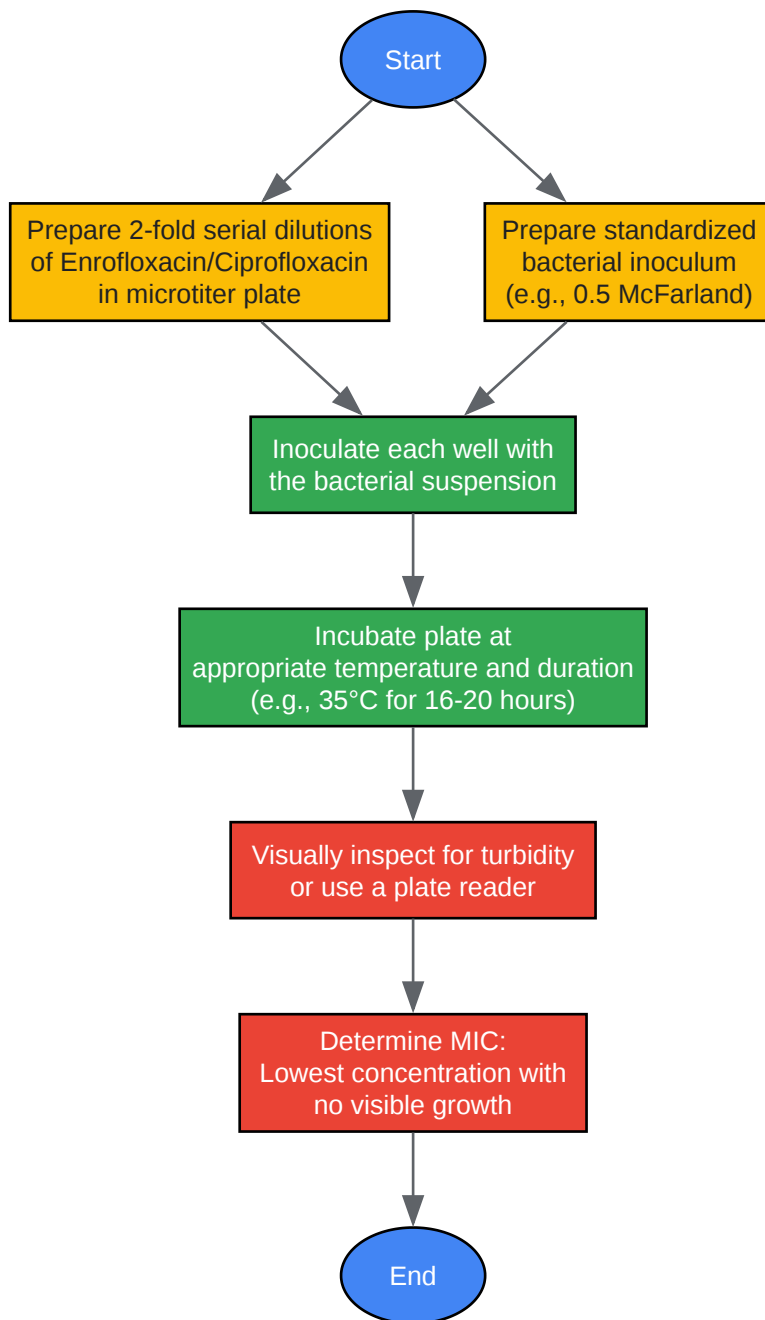 Start
Prepare 2-fold serial dilutions
of Enrofloxacin/Ciprofloxacin
in microtiter plate
Prepare standardized
bacterial inoculum
(e.g., 0.5 McFarland)
Inoculate each well with
the bacterial suspension
Incubate plate at
appropriate temperature and duration
(e.g., 35°C for 16-20 hours)
Visually inspect for turbidity
or use a plate reader
Determine MIC:
Lowest concentration with
no visible growth
End